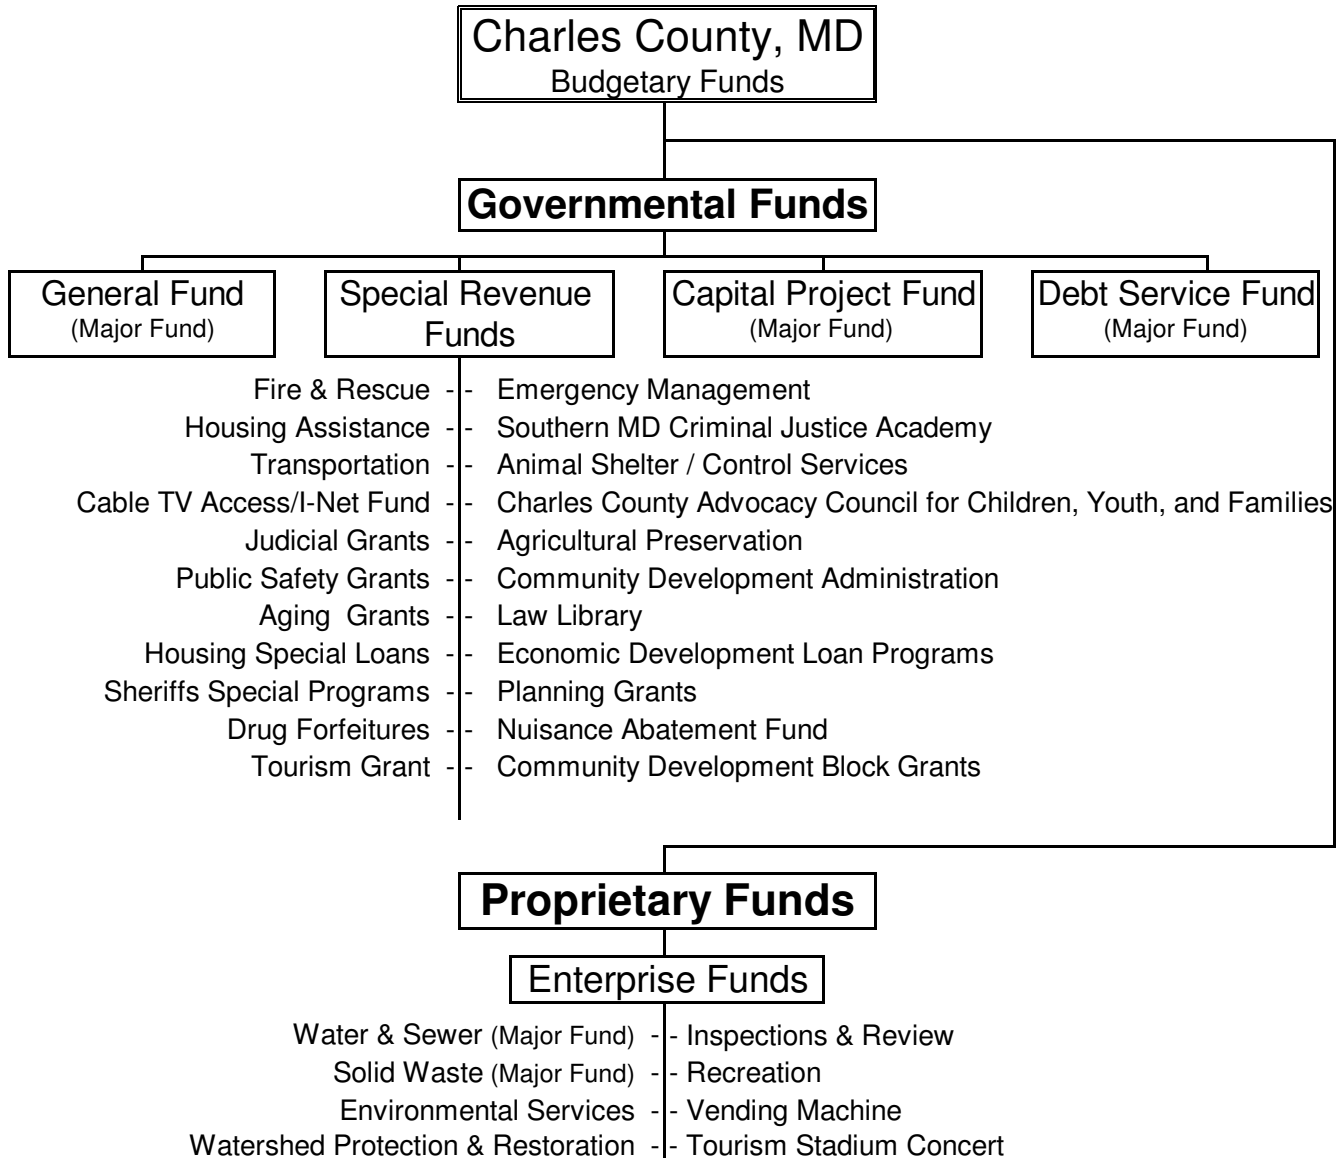 Charles County, MD
Budgetary Funds
Governmental Funds
General Fund
(Major Fund)
Special Revenue
Funds
Capital Project Fund
(Major Fund)
Debt Service Fund
(Major Fund)
Fire & Rescue - - Emergency Management
Housing Assistance - - Southern MD Criminal Justice Academy
Transportation - - Animal Shelter / Control Services
Cable TV Access/I-Net Fund - - Charles County Advocacy Council for Children, Youth, and Families
Judicial Grants - - Agricultural Preservation
Public Safety Grants - - Community Development Administration
Aging Grants - - Law Library
Housing Special Loans - - Economic Development Loan Programs
Sheriffs Special Programs - - Planning Grants
Drug Forfeitures - - Nuisance Abatement Fund
Tourism Grant - - Community Development Block Grants
Proprietary Funds
Enterprise Funds
Water & Sewer (Major Fund) - - Inspections & Review
Solid Waste (Major Fund) - - Recreation
Environmental Services - - Vending Machine
Watershed Protection & Restoration - - Tourism Stadium Concert